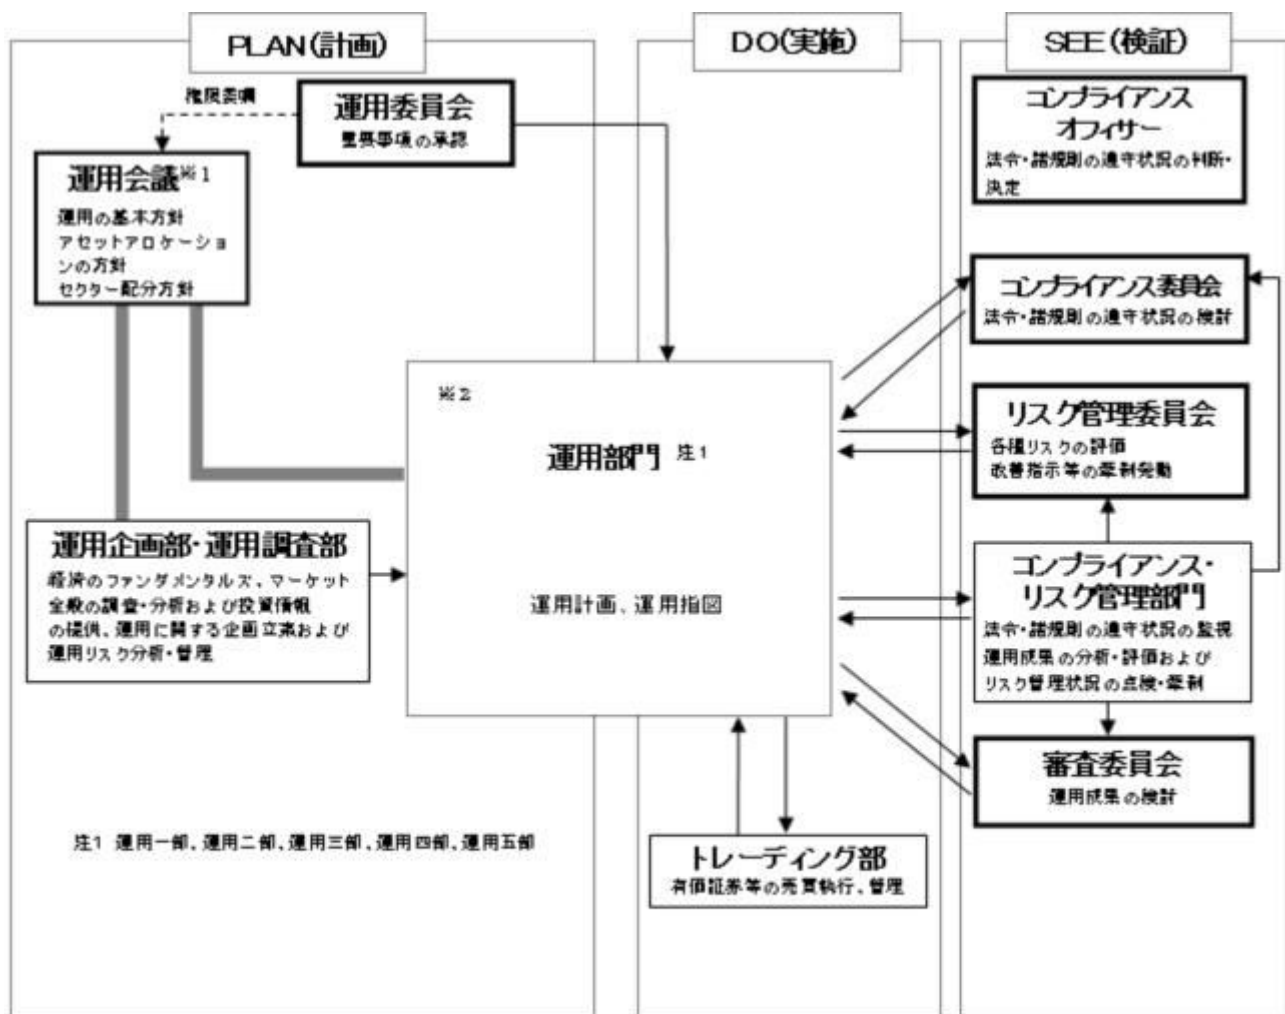 PLAN(計画)
権限委嘱
運用委員会
重要事項の承認
運用会議※1
運用の基本方針
アセットアロケーショ
ンの方針
セクター配分方針
運用企画部・運用調査部
経済のファンダメンタルズ、マーケット
全般の調査・分析および投資情報
の提供、運用に関する企画立案および
運用リスク分析・管理
注1 運用一部、運用二部、運用三部、運用四部、運用五部
DO(実施)
※2
運用部門 注1
運用計画、運用指図
トレーディング部
有価証券等の売買執行、管理
SEE(検証)
コンプライアンス
オフィサー
法令・諸規則の遵守状況の判断・
決定
コンプライアンス委員会
法令・諸規則の遵守状況の検討
リスク管理委員会
各種リスクの評価
改善指示等の牽制発動
コンプライアンス・
リスク管理部門
法令・諸規則の遵守状況の監視
運用成果の分析・評価および
リスク管理状況の点検・牽制
審査委員会
運用成果の検討